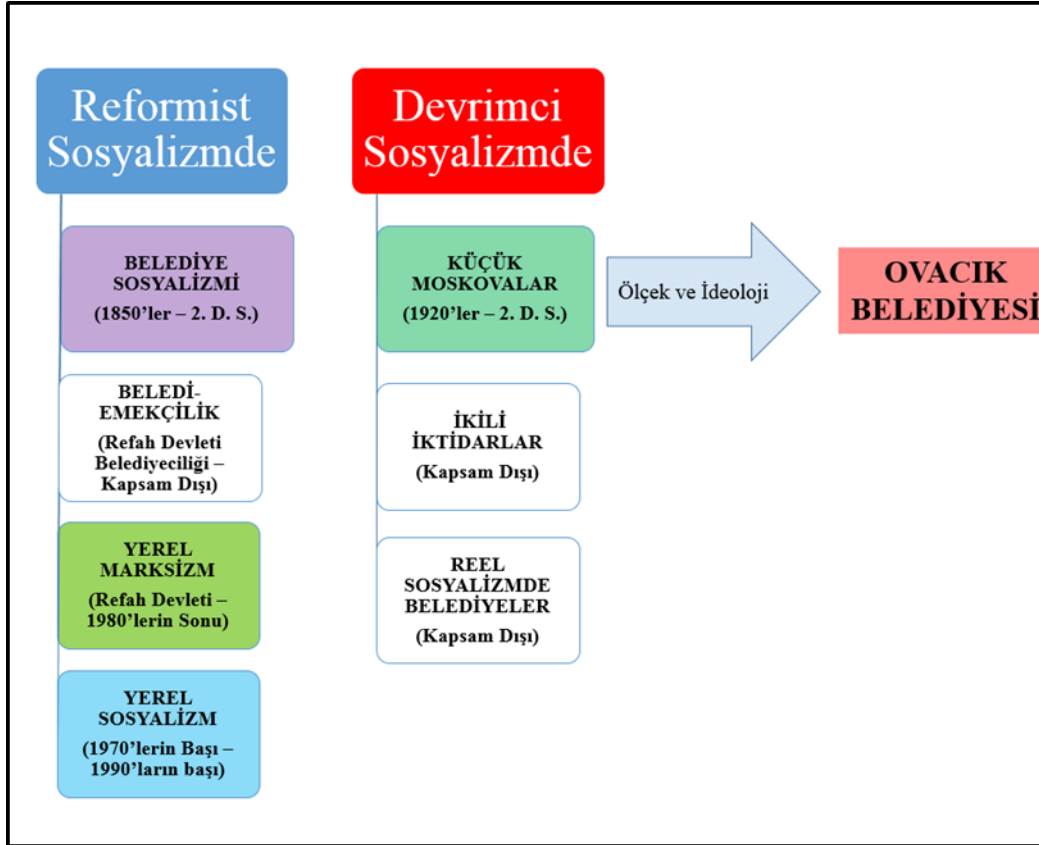 Reformist
Sosyalizmde
BELEDİYE
SOSYALİZMİ
(1850’ler – 2. D. S.)
BELEDİ-
EMEKÇİLİK
(Refah Devleti
Belediyeciliği –
Kapsam Dışı)
YEREL
MARKSİZM
(Refah Devleti –
1980’lerin Sonu)
YEREL
SOSYALİZM
(1970’lerin Başı –
1990’ların başı)
Devrimci
Sosyalizmde
KÜÇÜK
MOSKOVALAR
(1920’ler – 2. D. S.)
İKİLİ
İKTİDARLAR
(Kapsam Dışı)
REEL
SOSYALİZMDE
BELEDİYELER
(Kapsam Dışı)
Ölçek ve İdeoloji
OVACIK
BELEDİYESİ